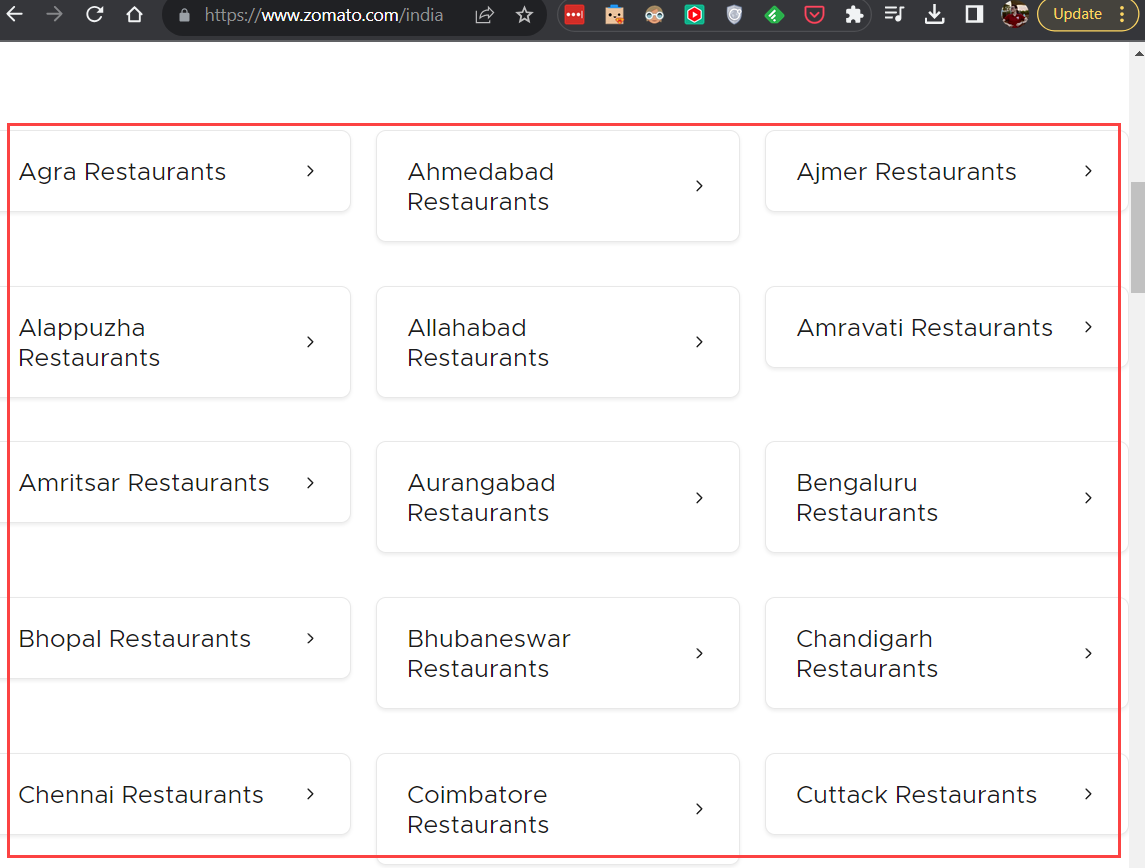 https://www.zomato.com/india
Update
Agra Restaurants
Ahmedabad
Restaurants
Ajmer Restaurants
Alappuzha
Restaurants
Allahabad
Restaurants
Amravati Restaurants
Amritsar Restaurants
Aurangabad
Restaurants
Bengaluru
Restaurants
Bhopal Restaurants
Bhubaneswar
Restaurants
Chandigarh
Restaurants
Chennai Restaurants
Coimbatore
Restaurants
Cuttack Restaurants